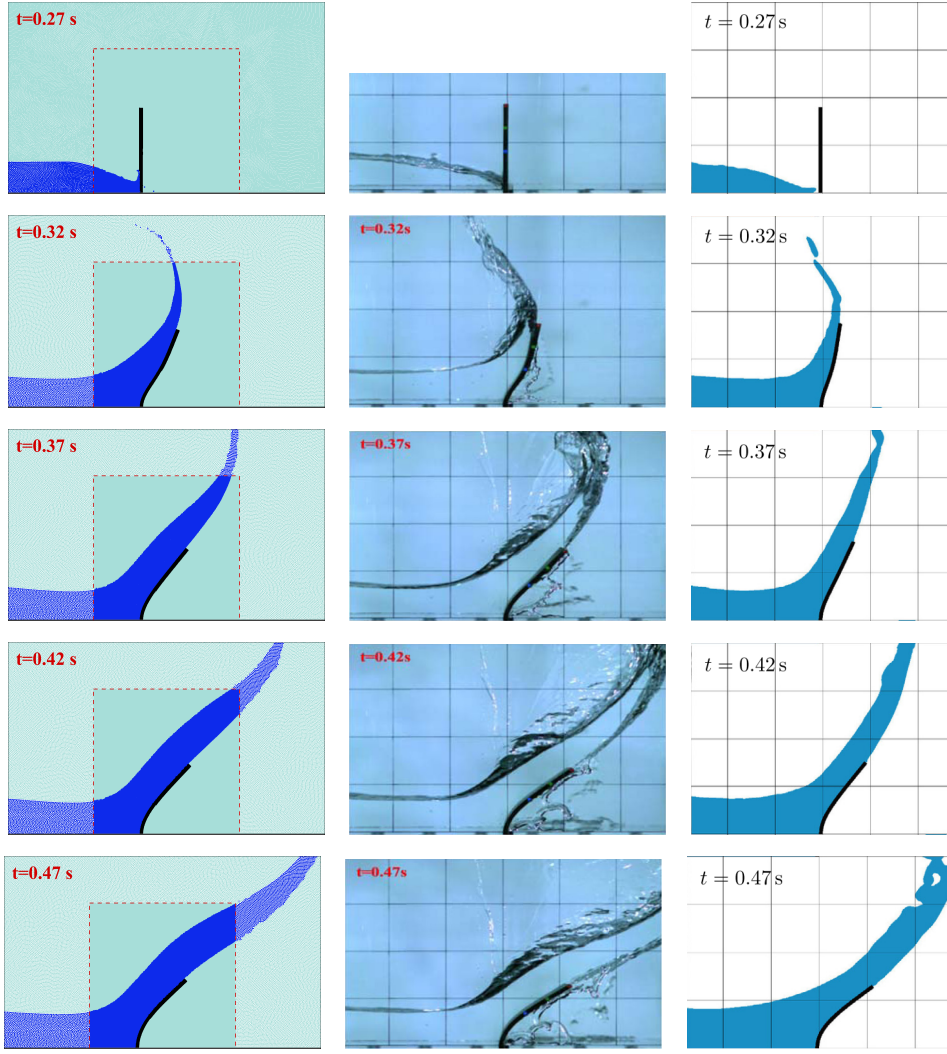 t=0.27 s
t = 0.27 s
t=0.32 s
t=0.32s
t = 0.32 s
t=0.37 s
t=0.37s
t = 0.37 s
t=0.42 s
t=0.42s
t = 0.42 s
t=0.47 s
t=0.47s
t = 0.47 s